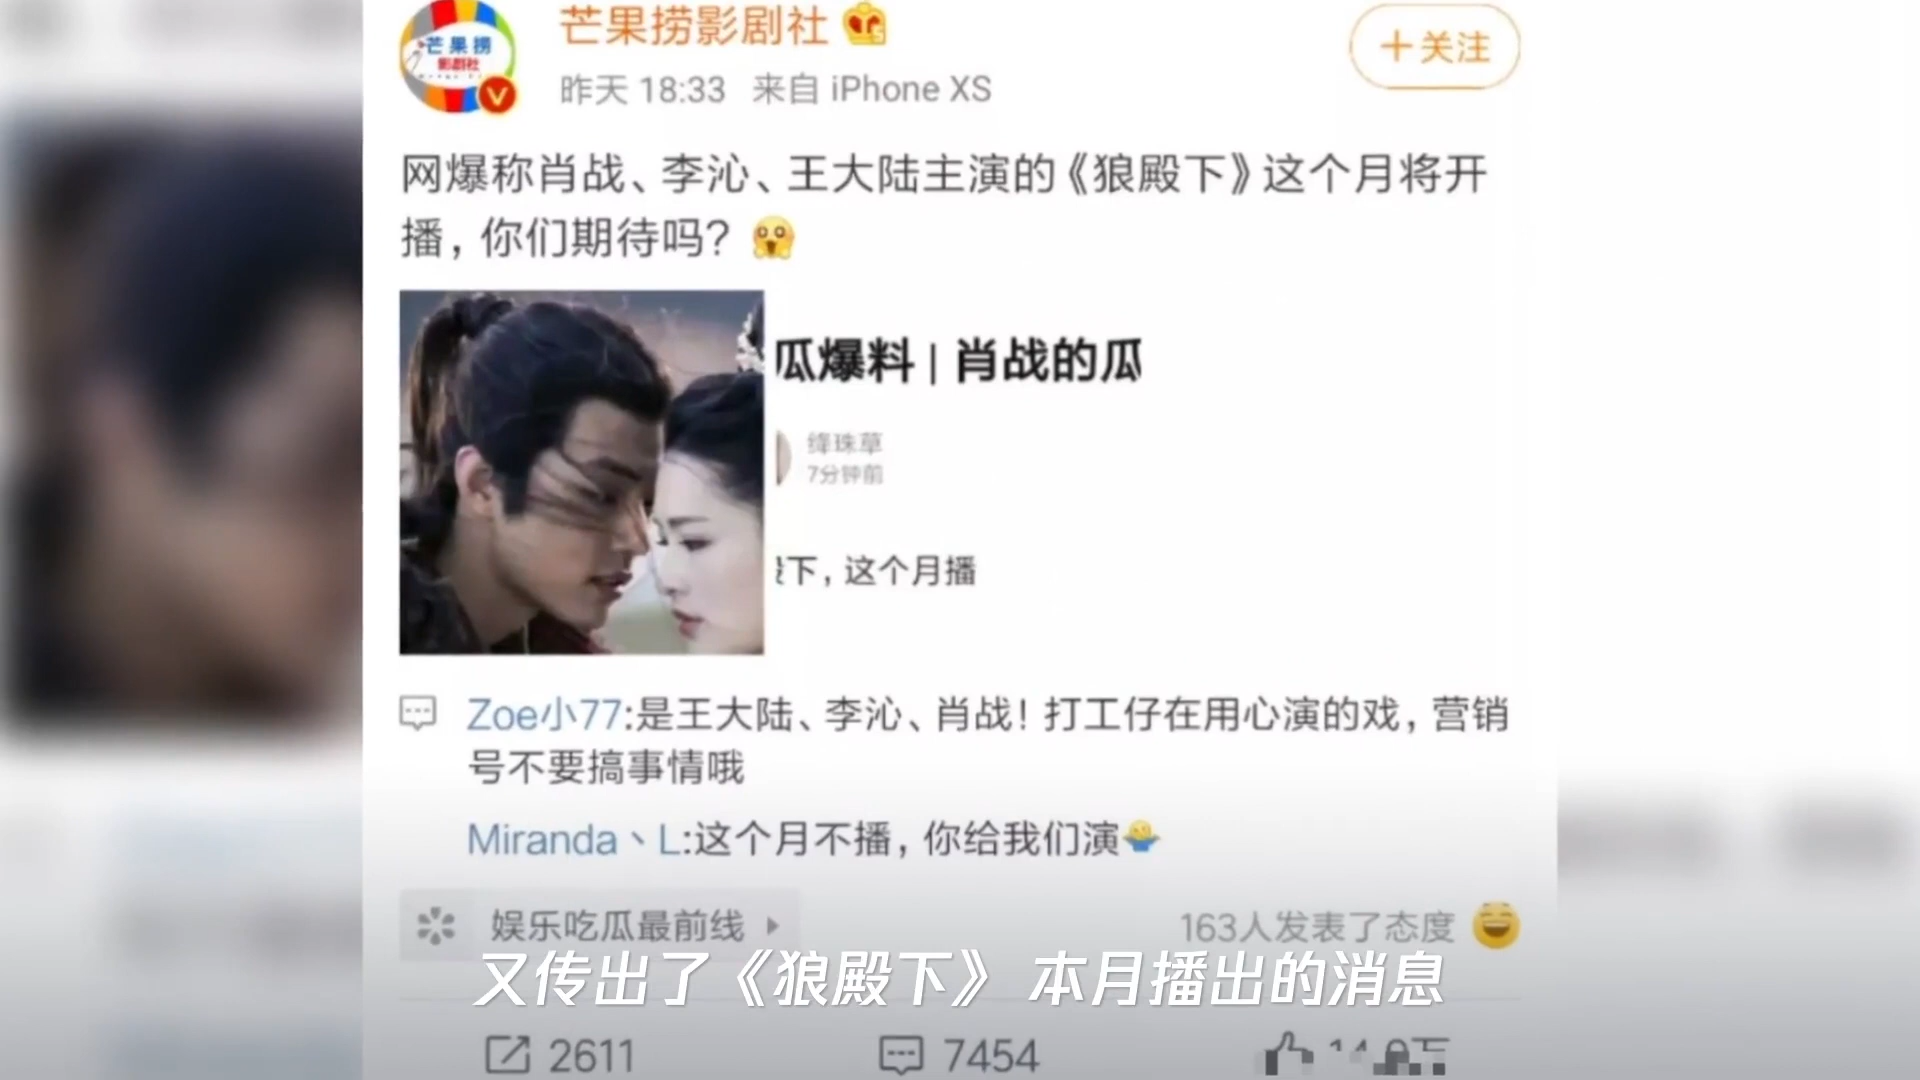 芒果捞
影剧社
芒果捞影剧社
昨天 18:33 来自 iPhone XS
+关注
网爆称肖战、李沁、王大陆主演的《狼殿下》这个月将开
播，你们期待吗？
瓜爆料 | 肖战的瓜
绛珠草
7分钟前
下，这个月播
Zoe小77:是王大陆、李沁、肖战！打工仔在用心演的戏，营销
号不要搞事情哦
Miranda丶L:这个月不播，你给我们演
娱乐吃瓜最前线
163人发表了态度
又传出了《狼殿下》 本月播出的消息
2611
7454